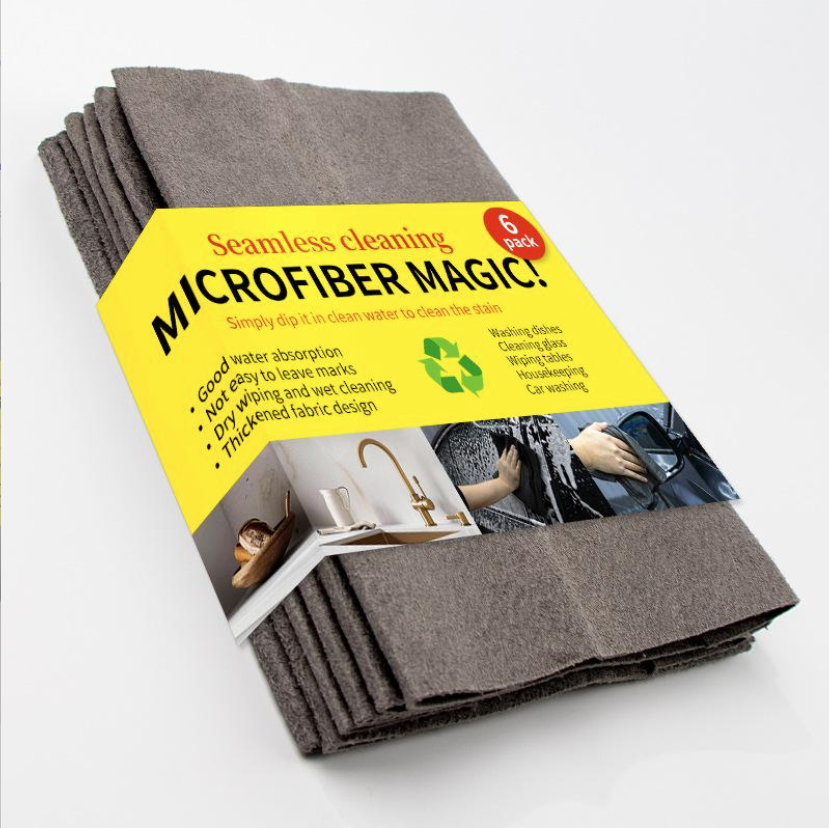 Seamless cleaning
6
pack
MICROFIBER MAGIC!
Simply dip it in clean water to clean the stain
• Good water absorption
• Not easy to leave marks
• Dry wiping and wet cleaning
• Thickened fabric design
Washing dishes
Cleaning glass
Wiping tables
Housekeeping
Car washing